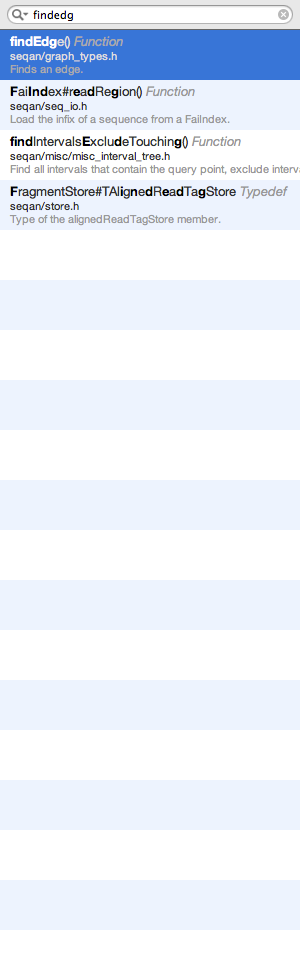 findedg
findEdge() Function
seqan/graph_types.h
Finds an edge.
FaiIndex#readRegion() Function
seqan/seq_io.h
Load the infix of a sequence from a FaiIndex.
findIntervalsExcludeTouching() Function
seqan/misc/misc_interval_tree.h
Find all intervals that contain the query point, exclude interv
FragmentStore#TAlignedReadTagStore Typedef
seqan/store.h
Type of the alignedReadTagStore member.